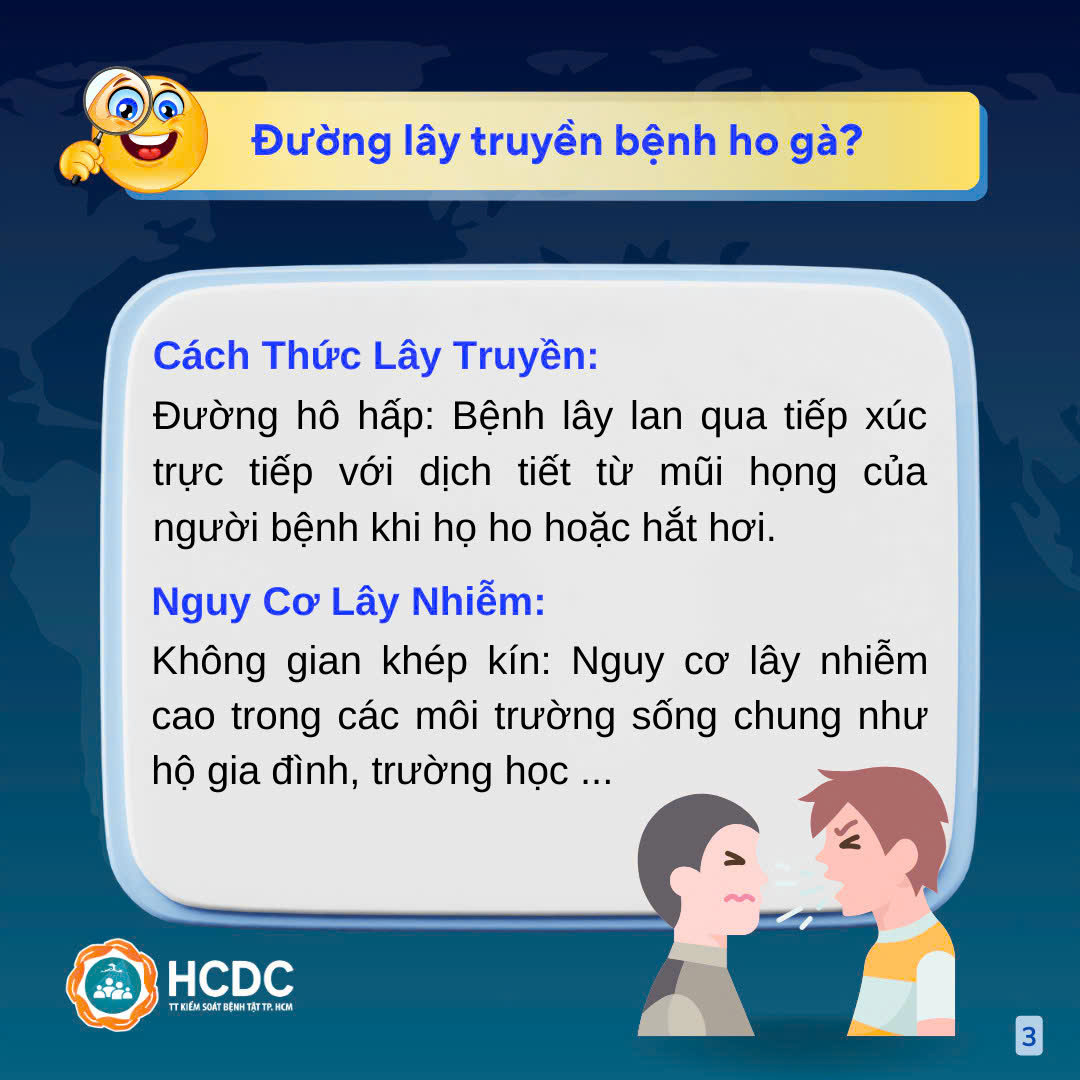 Đường lây truyền bệnh ho gà?
Cách Thức Lây Truyền:
Đường hô hấp: Bệnh lây lan qua tiếp xúc
trực tiếp với dịch tiết từ mũi họng của
người bệnh khi họ ho hoặc hắt hơi.
Nguy Cơ Lây Nhiễm:
Không gian khép kín: Nguy cơ lây nhiễm
cao trong các môi trường sống chung như
hộ gia đình, trường học ...
HCDC
TT KIỂM SOÁT BỆNH TẬT TP. HCM
3